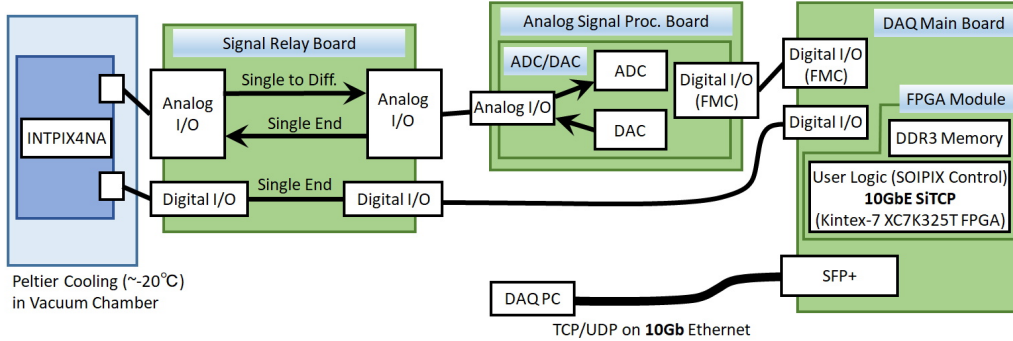 Signal Relay Board
Analog Signal Proc. Board
DAQ Main Board
INTPIX4NA
Analog
I/O
Single to Diff.
Single End
Analog
I/O
Digital I/O
Single End
Digital I/O
ADC/DAC
ADC
Analog I/O
DAC
Digital I/O
(FMC)
Digital I/O
(FMC)
Digital I/O
FPGA Module
DDR3 Memory
User Logic (SOIPIX Control)
10GbE SiTCP
(Kintex-7 XC7K325T FPGA)
SFP+
Peltier Cooling (~-20℃)
in Vacuum Chamber
DAQ PC
TCP/UDP on 10Gb Ethernet